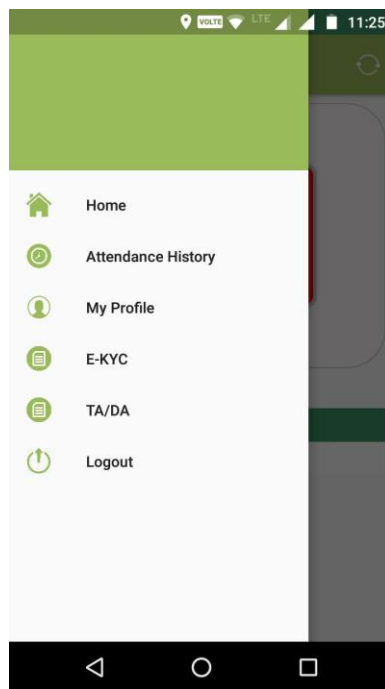 VOLTE LTE 11:25
Home
Attendance History
My Profile
E-KYC
TA/DA
Logout